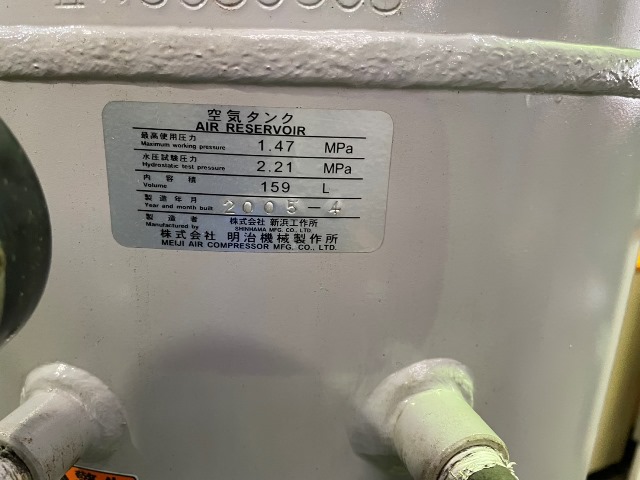 空気タンク
AIR RESERVOIR
最高使用圧力
Maximum working pressure 1.47 MPa
水圧試験圧力
Hydrostatic test pressure 2.21 MPa
内容積
Volume 159 L
製造年月
Year and month built 2005-4
製造者 株式会社 新浜工作所
Manufactured by SHINHAMA MFG. CO., LTD.
株式会社 明治機械製作所
MEIJI AIR COMPRESSOR MFG. CO., LTD.